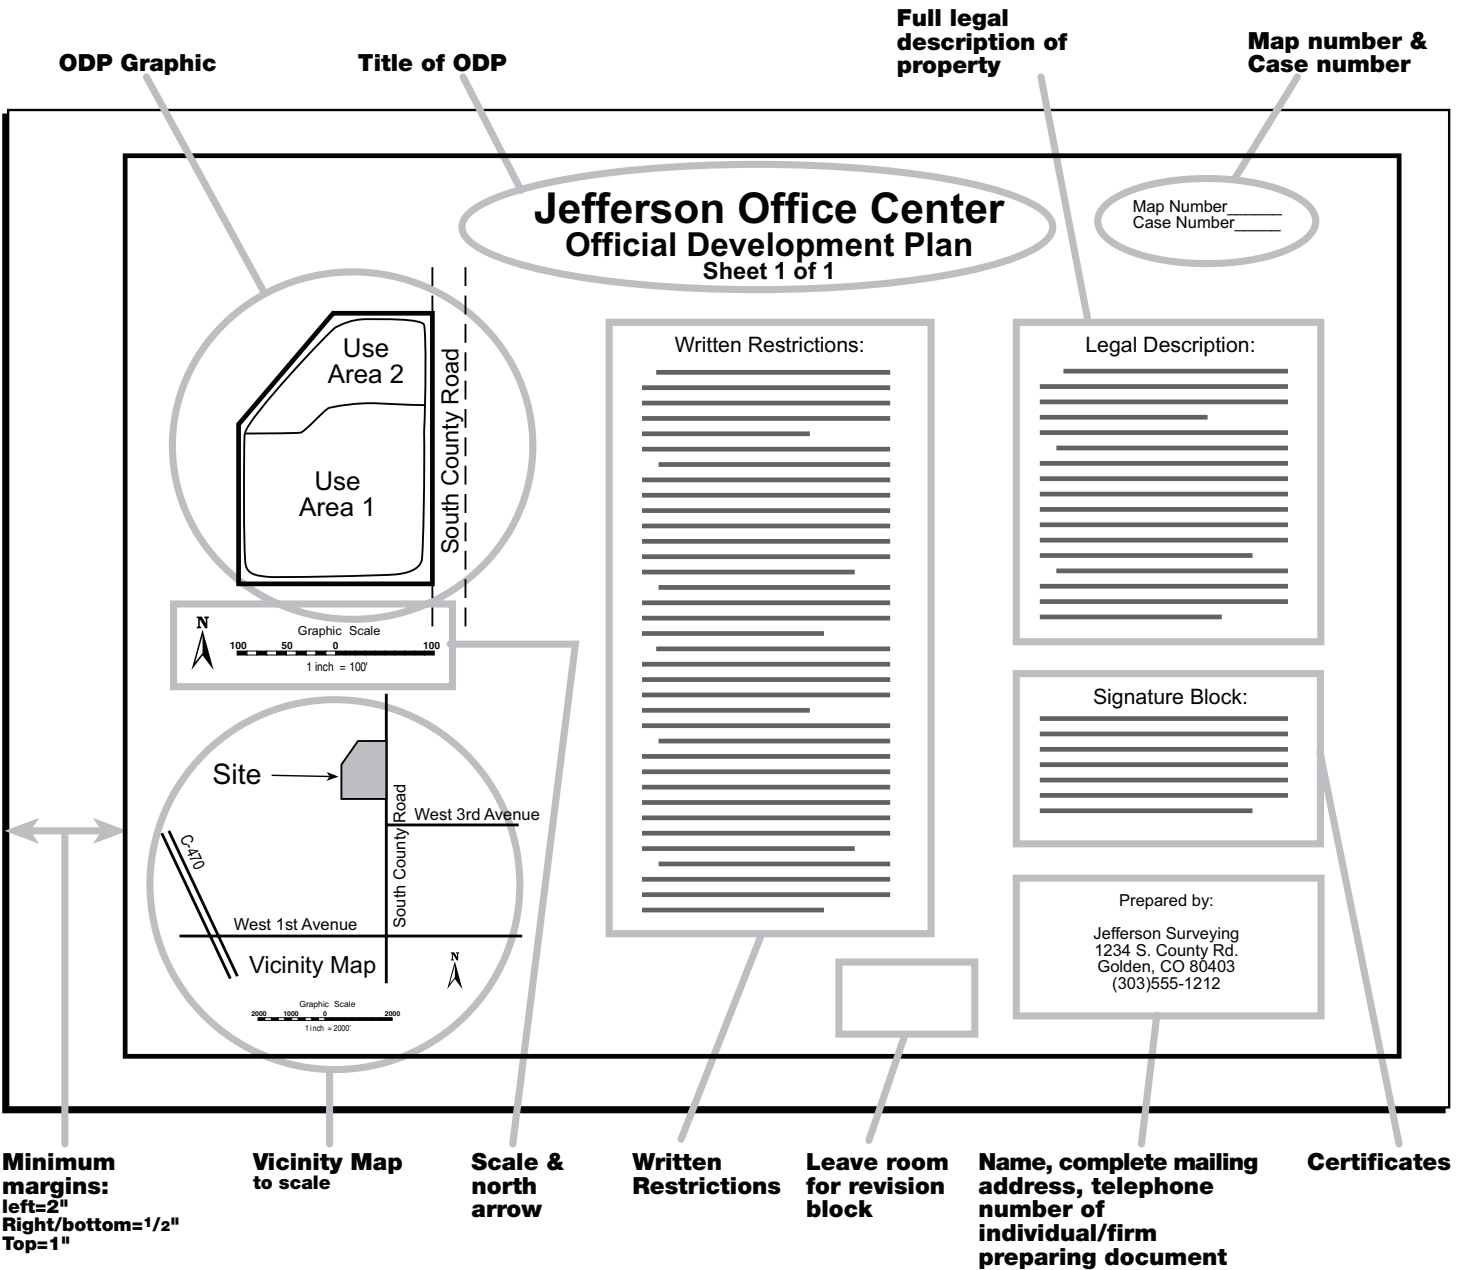 Full legal
description of
property
Map number &
Case number
ODP Graphic
Title of ODP
Jefferson Office Center
Official Development Plan
Sheet 1 of 1
Map Number______
Case Number_____
Use
Area 2
Use
Area 1
South County Road
N
Graphic Scale
100 50 0 100
1 inch = 100'
Site
West 3rd Avenue
South County Road
C-470
West 1st Avenue
Vicinity Map
N
Graphic Scale
2000 1000 0 2000
1 inch = 2000'
Written Restrictions:
Legal Description:
Signature Block:
Prepared by:
Jefferson Surveying
1234 S. County Rd.
Golden, CO 80403
(303)555-1212
Minimum
margins:
left=2"
Right/bottom=1/2"
Top=1"
Vicinity Map
to scale
Scale &
north
arrow
Written
Restrictions
Leave room
for revision
block
Name, complete mailing
address, telephone
number of
individual/firm
preparing document
Certificates